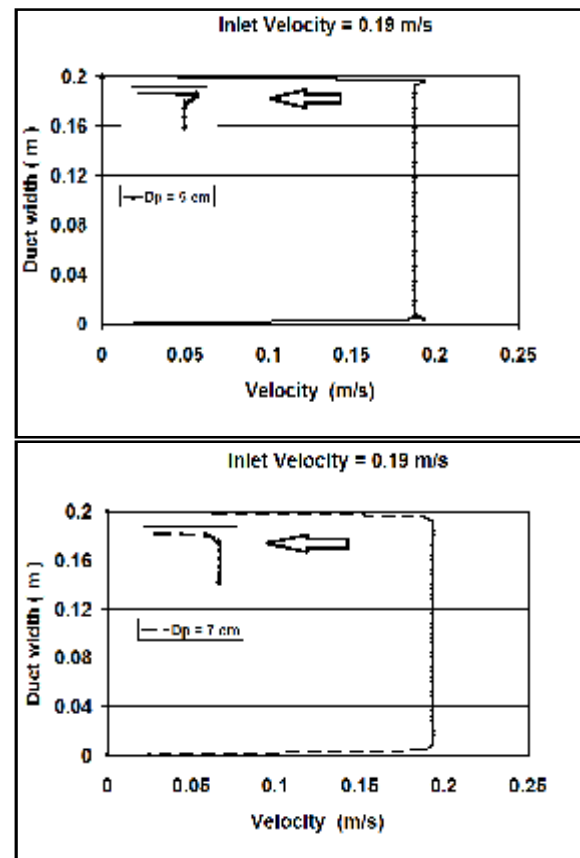 Inlet Velocity = 0.19 m/s
0.2
0.16
0.12
0.08
0.04
0
Duct width ( m )
Dp = 5 cm
0 0.05 0.1 0.15 0.2 0.25
Velocity (m/s)
Inlet Velocity = 0.19 m/s
0.2
0.16
0.12
0.08
0.04
0
Duct width ( m )
Dp = 7 cm
0 0.05 0.1 0.15 0.2 0.25
Velocity (m/s)